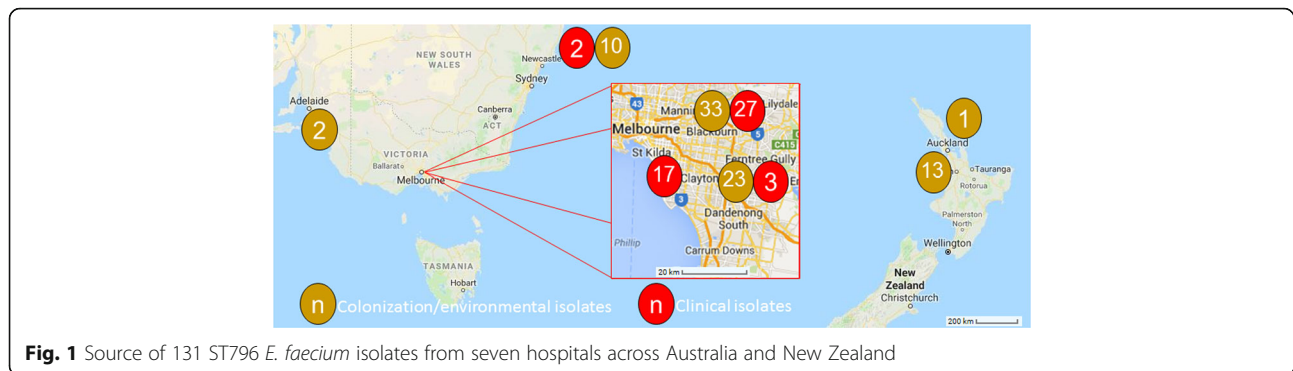 NEW SOUTH
WALES
Newcastle
2
10
Sydney
Adelaide
2
Canberra
ACT
VICTORIA
Ballarat
Melbourne
TASMANIA
Hobart
43
Mannin
33
27
Lilydale
Melbourne
Blackburn
5
C415
St Kilda
Ferntree Gully
17
Clayton
23
3
3
Dandenong
South
Phillip
Carrum Downs
20 km
1
Auckland
13
Tauranga
Rotorua
Palmerston
North
Wellington
New
Zealand
Christchurch
200 km
n Colonization/environmental isolates
n Clinical isolates
Fig. 1 Source of 131 ST796 E. faecium isolates from seven hospitals across Australia and New Zealand